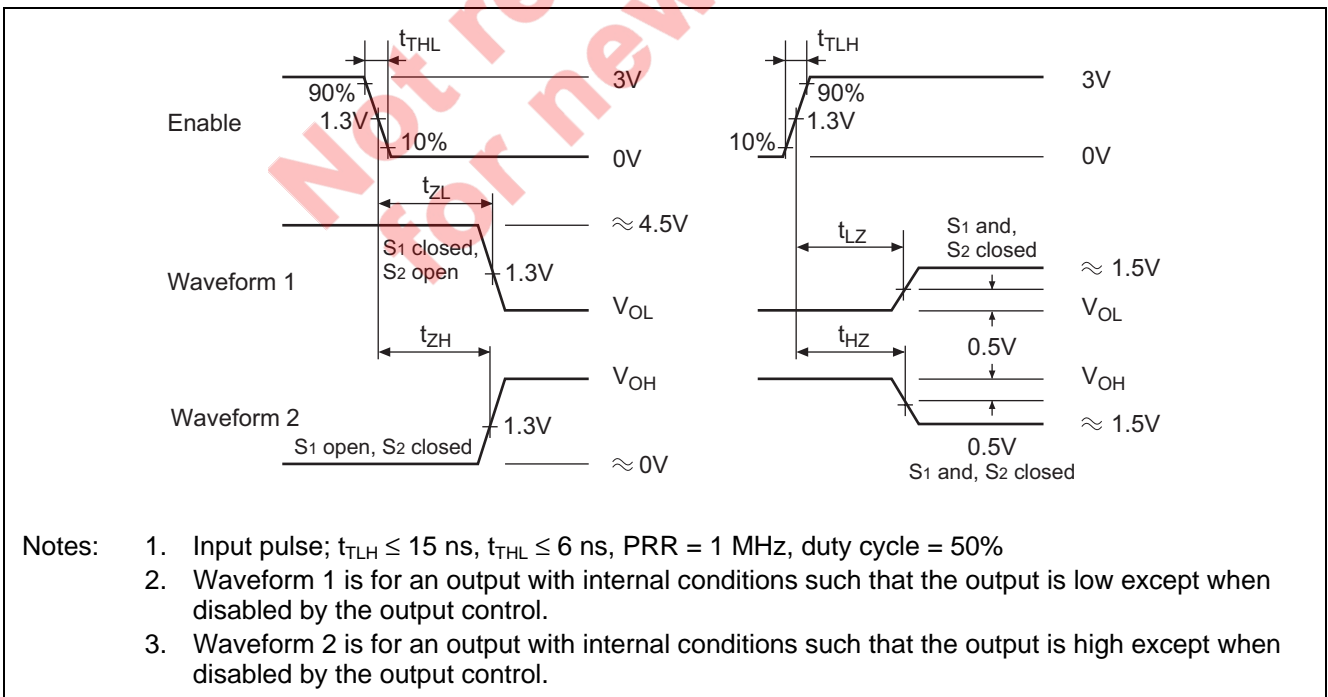 Not r
for new
tTHL
tTLH
Enable
90%
1.3V
10%
3V
0V
10%
90%
1.3V
3V
0V
Waveform 1
tZL
S1 closed,
S2 open
1.3V
≈ 4.5V
VOL
tLZ
S1 and,
S2 closed
≈ 1.5V
VOL
0.5V
Waveform 2
tZH
S1 open, S2 closed
1.3V
VOH
≈ 0V
tHZ
VOH
≈ 1.5V
0.5V
S1 and, S2 closed
Notes: 1. Input pulse; tTLH ≤ 15 ns, tTHL ≤ 6 ns, PRR = 1 MHz, duty cycle = 50%
2. Waveform 1 is for an output with internal conditions such that the output is low except when
disabled by the output control.
3. Waveform 2 is for an output with internal conditions such that the output is high except when
disabled by the output control.